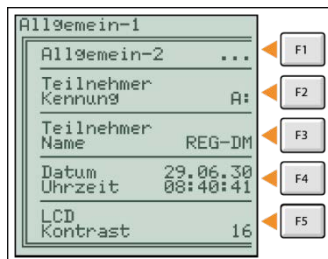 Allgemein-1
Allgemein-2 ...
F1
Teilnehmer
Kennung A:
F2
Teilnehmer
Name REG-DM
F3
Datum 29.06.30
Uhrzeit 08:40:41
F4
LCD
Kontrast 16
F5